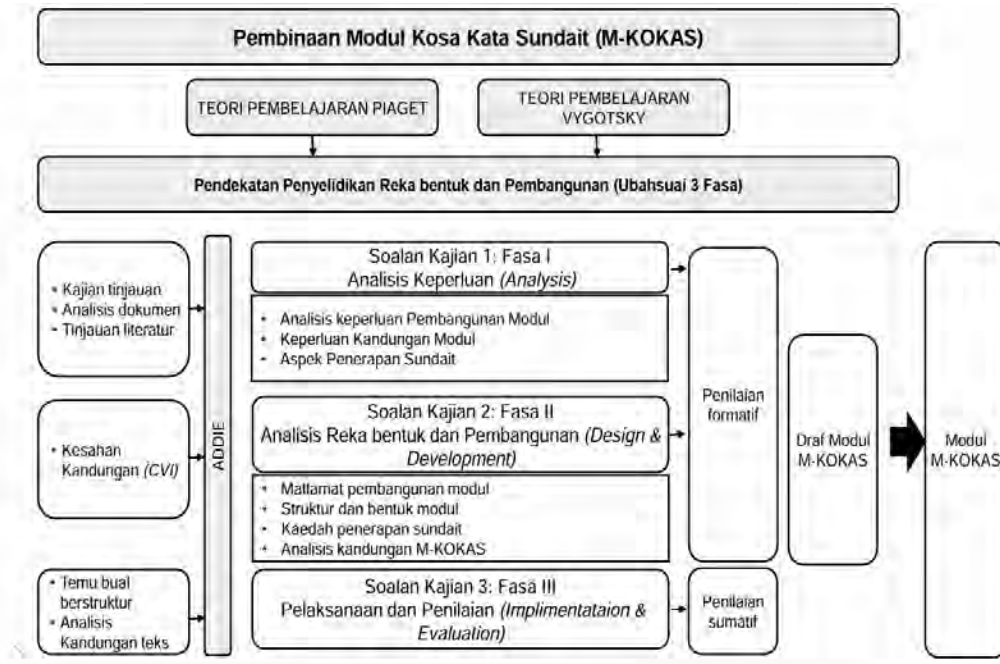 Pembinaan Modul Kosa Kata Sundait (M-KOKAS)
TEORI PEMBELAJARAN PIAGET
TEORI PEMBELAJARAN
VYGOTSKY
Pendekatan Penyelidikan Reka bentuk dan Pembangunan (Ubahsuai 3 Fasa)
• Kajian tinjauan
• Analisis dokumen
• Tinjauan literatur
• Kesahan
Kandungan (CVI)
• Temu bual
berstruktur
• Analisis
Kandungan teks
ADDIE
Soalan Kajian 1: Fasa I
Analisis Keperluan (Analysis)
• Analisis keperluan Pembangunan Modul
• Keperluan Kandungan Modul
• Aspek Penerapan Sundait
Soalan Kajian 2: Fasa II
Analisis Reka bentuk dan Pembangunan (Design &
Development)
• Matlamat pembangunan modul
• Struktur dan bentuk modul
• Kaedah penerapan sundait
• Analisis kandungan M-KOKAS
Soalan Kajian 3: Fasa III
Pelaksanaan dan Penilaian (Implimentataion &
Evaluation)
Penilaian
formatif
Penilaian
sumatif
Draf Modul
M-KOKAS
Modul
M-KOKAS